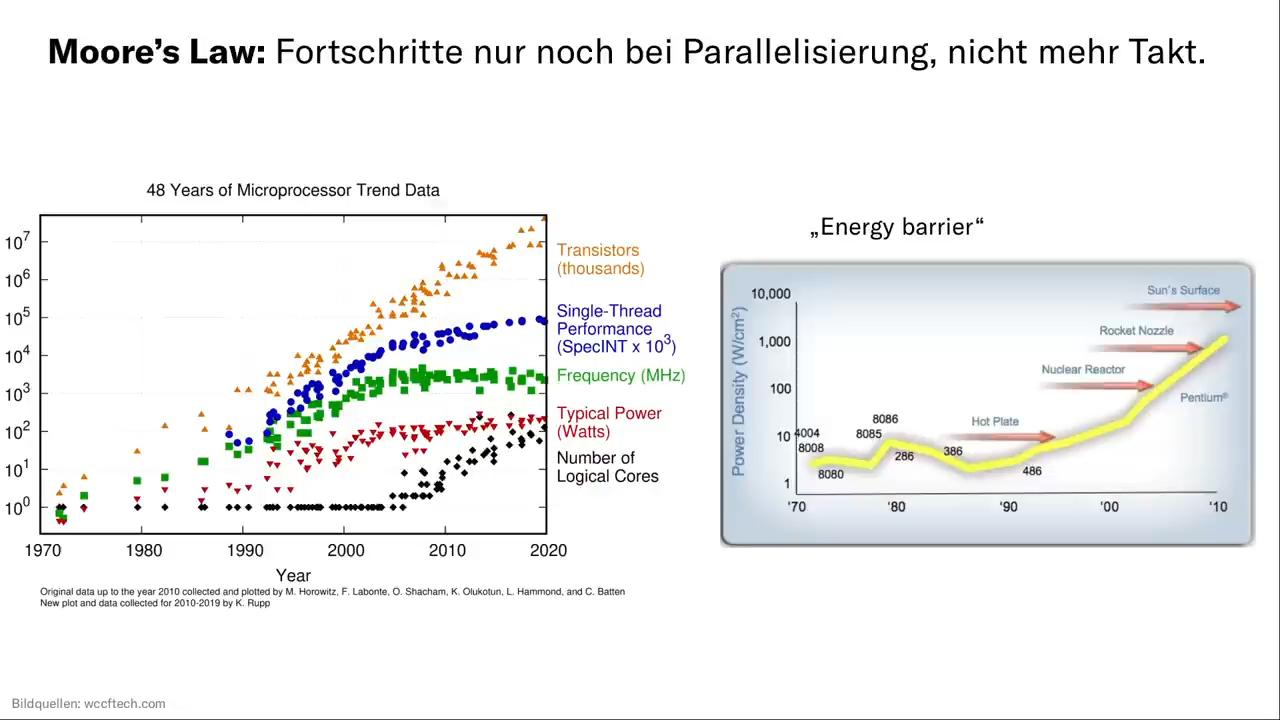 Moore's Law: Fortschritte nur noch bei Parallelisierung, nicht mehr Takt.
48 Years of Microprocessor Trend Data
10^7
10^6
10^5
10^4
10^3
10^2
10^1
10^0
Transistors
(thousands)
Single-Thread
Performance
(SpecINT x 10^3)
Frequency (MHz)
Typical Power
(Watts)
Number of
Logical Cores
1970 1980 1990 2000 2010 2020
Year
Original data up to the year 2010 collected and plotted by M. Horowitz, F. Labonte, O. Shacham, K. Olukotun, L. Hammond, and C. Batten
New plot and data collected for 2010-2019 by K. Rupp
„Energy barrier“
Power Density (W/cm²)
10,000
1,000
100
10
1
Sun's Surface
Rocket Nozzle
Nuclear Reactor
Pentium®
Hot Plate
4004
8008
8080
8085
8086
286
386
486
'70 '80 '90 '00 '10
Bildquellen: wccftech.com